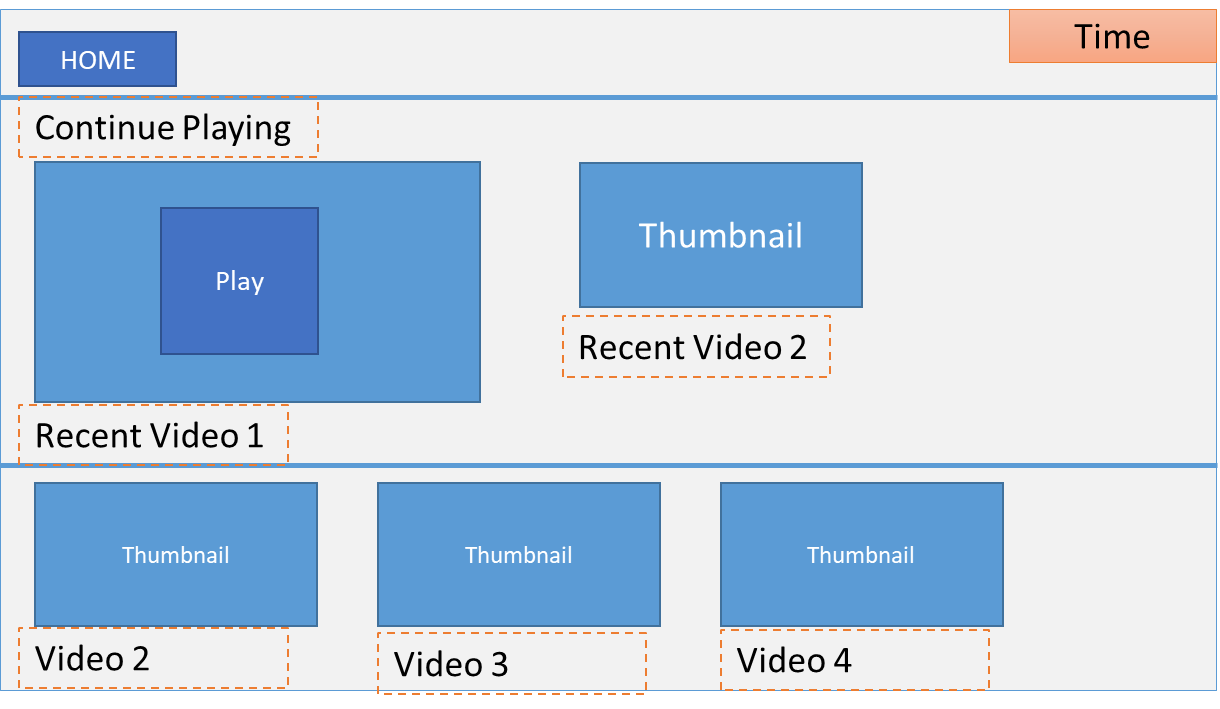 HOME
Time
Continue Playing
Play
Thumbnail
Recent Video 2
Recent Video 1
Thumbnail
Thumbnail
Thumbnail
Video 2
Video 3
Video 4